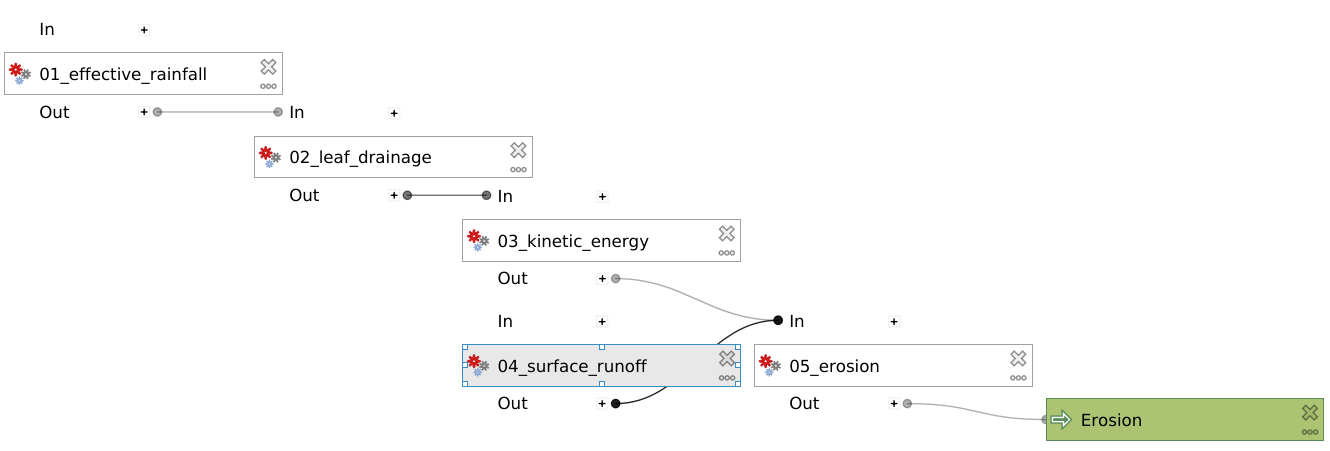 In +
01_effective_rainfall
Out + In +
02_leaf_drainage
Out + In +
03_kinetic_energy
Out +
In + In +
04_surface_runoff 05_erosion
Out + Out +
Erosion